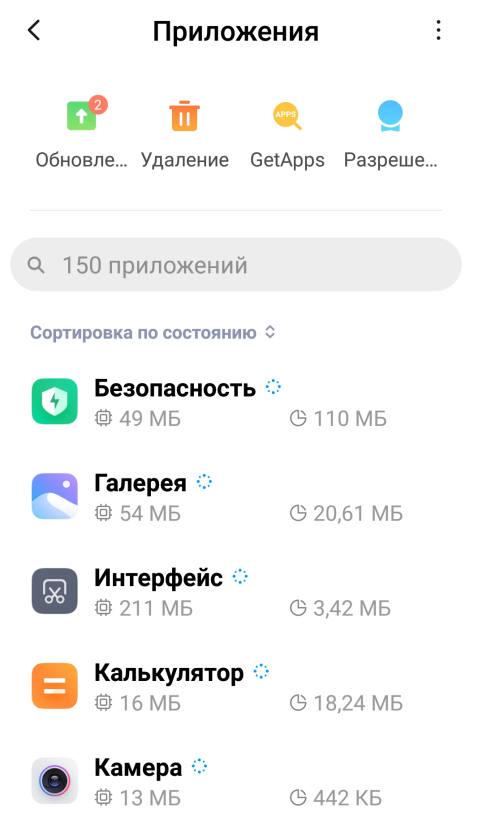 Приложения
2
APPS
Обновле... Удаление GetApps Разреше...
150 приложений
Сортировка по состоянию
Безопасность
49 МБ 110 МБ
Галерея
54 МБ 20,61 МБ
Интерфейс
211 МБ 3,42 МБ
Калькулятор
16 МБ 18,24 МБ
Камера
13 МБ 442 КБ